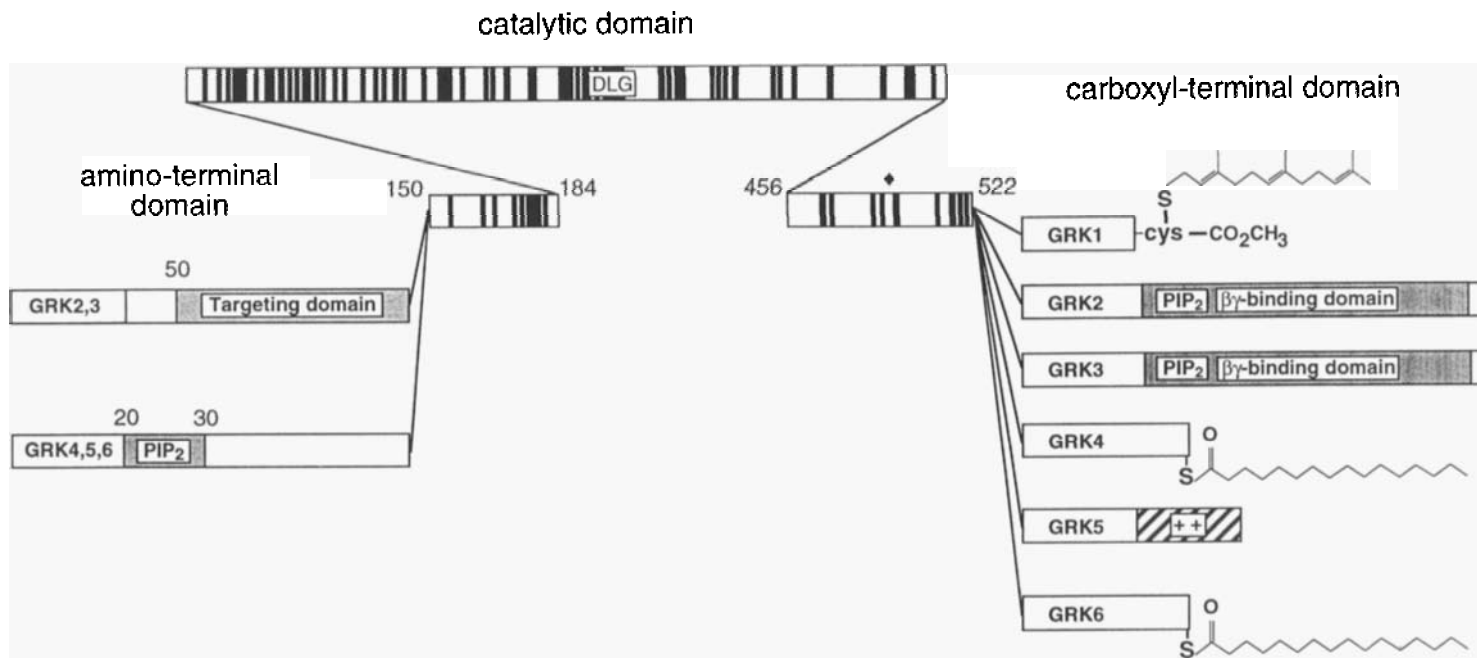 catalytic domain
DLG
carboxyl-terminal domain
amino-terminal
domain
150
184
456
♦
522
S
GRK1
cys
CO₂CH₃
50
GRK2,3
Targeting domain
GRK2
PIP₂
βγ-binding domain
GRK3
PIP₂
βγ-binding domain
20
30
GRK4,5,6
PIP₂
GRK4
O
S
GRK5
+ +
GRK6
O
S